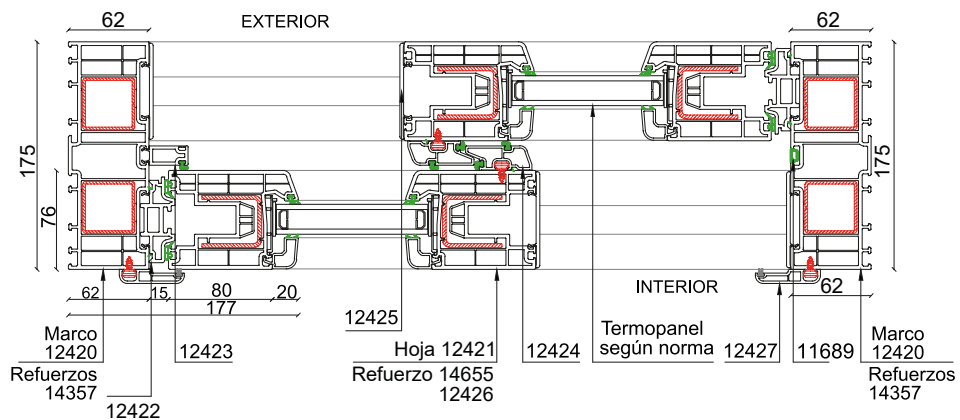 62
EXTERIOR
62
175
76
175
INTERIOR
62
15
80
20
62
177
12425
Marco
12420
Refuerzos
14357
12422
12423
Hoja 12421
Refuerzo 14655
12426
12424
Termopanel
según norma
12427
11689
Marco
12420
Refuerzos
14357